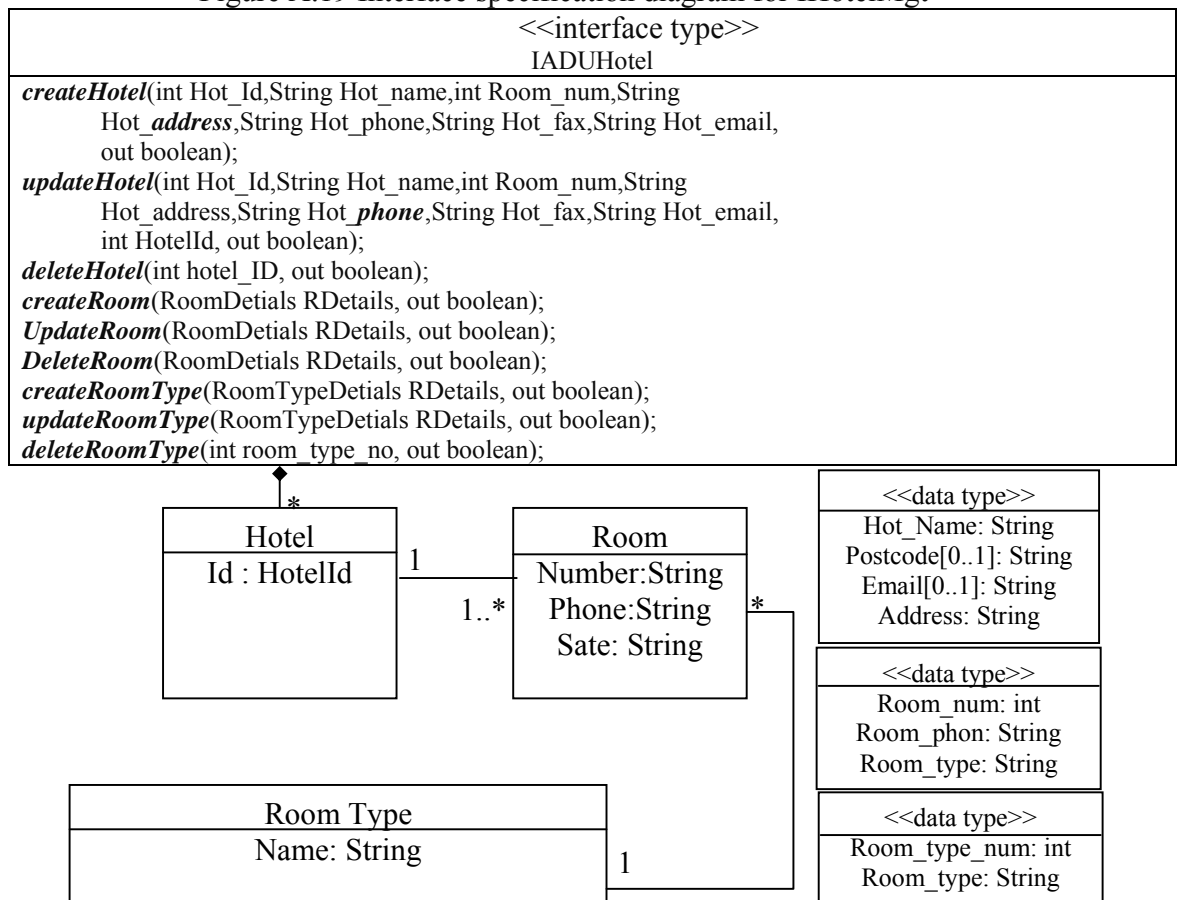 <<interface type>>
IADUHotel
createHotel(int Hot_Id,String Hot_name,int Room_num,String
Hot_address,String Hot_phone,String Hot_fax,String Hot_email,
out boolean);
updateHotel(int Hot_Id,String Hot_name,int Room_num,String
Hot_address,String Hot_phone,String Hot_fax,String Hot_email,
int HotelId, out boolean);
deleteHotel(int hotel_ID, out boolean);
createRoom(RoomDetials RDetails, out boolean);
UpdateRoom(RoomDetials RDetails, out boolean);
DeleteRoom(RoomDetials RDetails, out boolean);
createRoomType(RoomTypeDetials RDetails, out boolean);
updateRoomType(RoomTypeDetials RDetails, out boolean);
deleteRoomType(int room_type_no, out boolean);
*
Hotel
Id : HotelId
1
1..*
Room
Number:String
Phone:String
Sate: String
*
<<data type>>
Hot_Name: String
Postcode[0..1]: String
Email[0..1]: String
Address: String
<<data type>>
Room_num: int
Room_phon: String
Room_type: String
Room Type
Name: String
1
<<data type>>
Room_type_num: int
Room_type: String